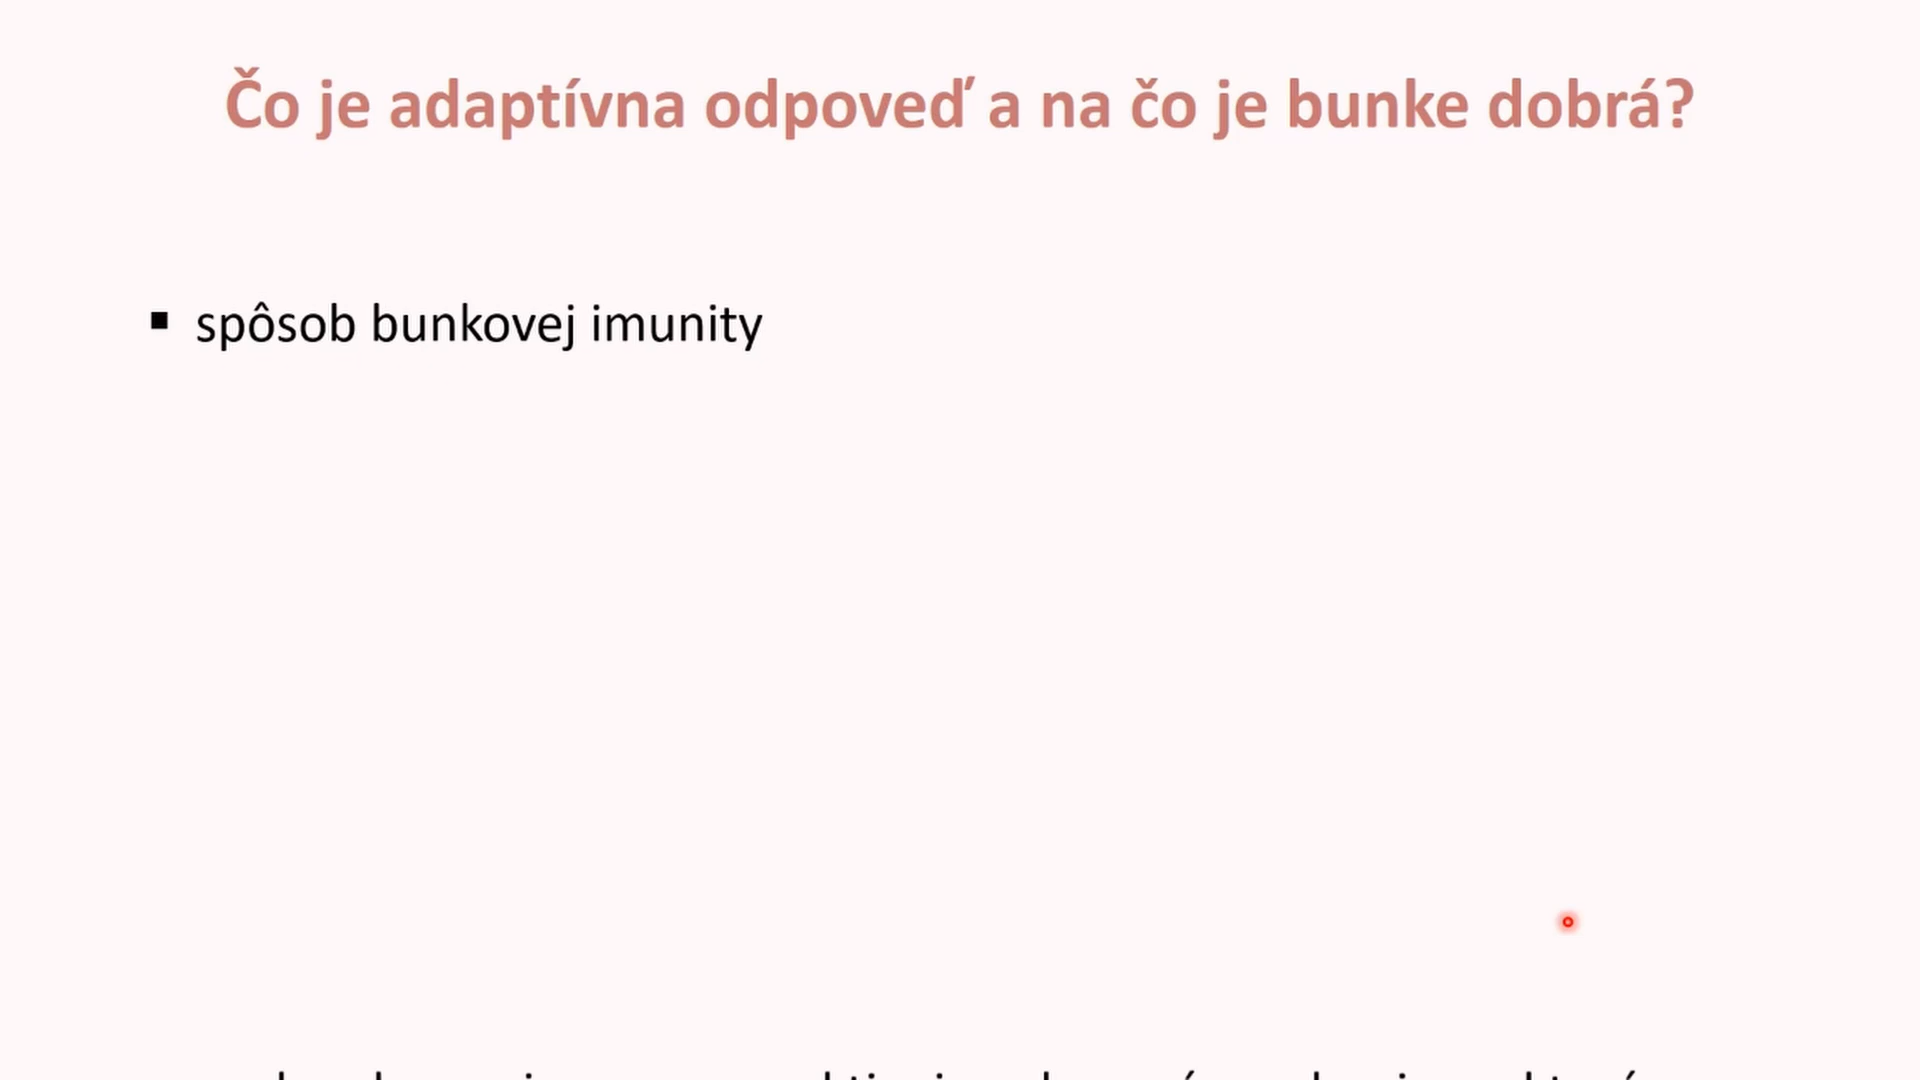 Čo je adaptívna odpoveď a na čo je bunke dobrá?
▪ spôsob bunkovej imunity